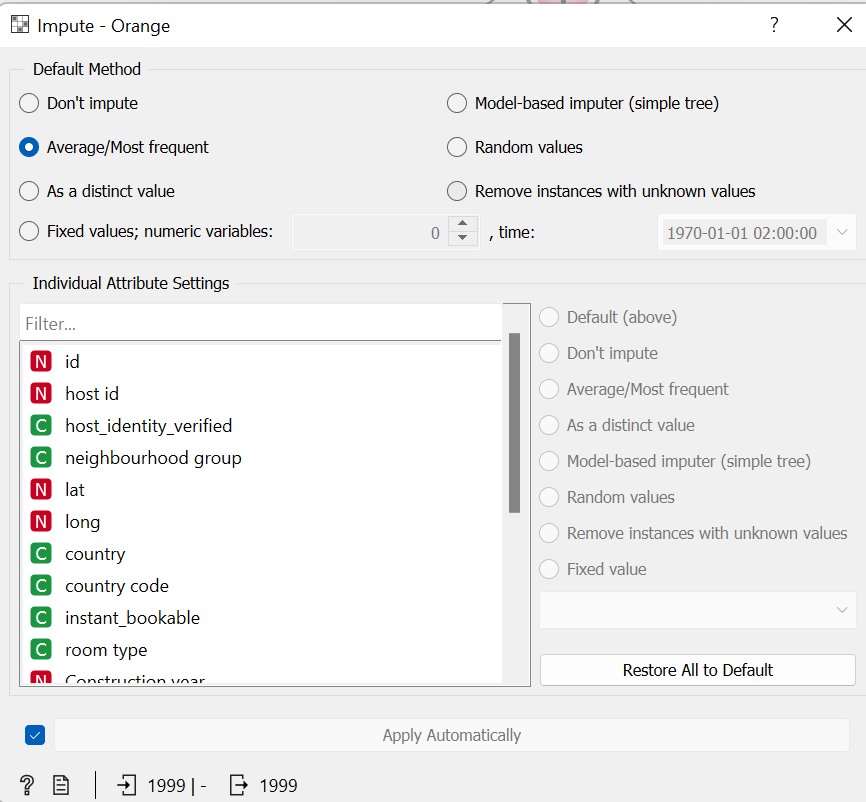 Impute - Orange ?
Default Method
Don't impute
Model-based imputer (simple tree)
Average/Most frequent
Random values
As a distinct value
Remove instances with unknown values
Fixed values; numeric variables: 0 , time: 1970-01-01 02:00:00
Individual Attribute Settings
Filter...
N id
N host id
C host_identity_verified
C neighbourhood group
N lat
N long
C country
C country code
C instant_bookable
C room type
N Construction year
Default (above)
Don't impute
Average/Most frequent
As a distinct value
Model-based imputer (simple tree)
Random values
Remove instances with unknown values
Fixed value
Restore All to Default
Apply Automatically
? 1999 | - 1999